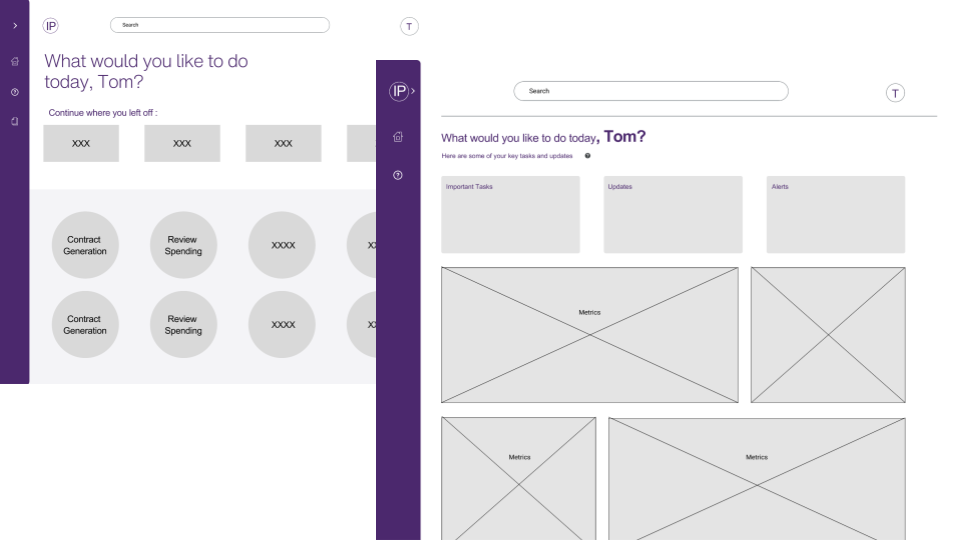 IP
Search
T
What would you like to do
today, Tom?
Continue where you left off :
XXX
XXX
XXX
Contract
Generation
Review
Spending
XXXX
XX
Contract
Generation
Review
Spending
XXXX
XX
IP
Search
T
What would you like to do today, Tom?
Here are some of your key tasks and updates
Important Tasks
Updates
Alerts
Metrics
Metrics
Metrics